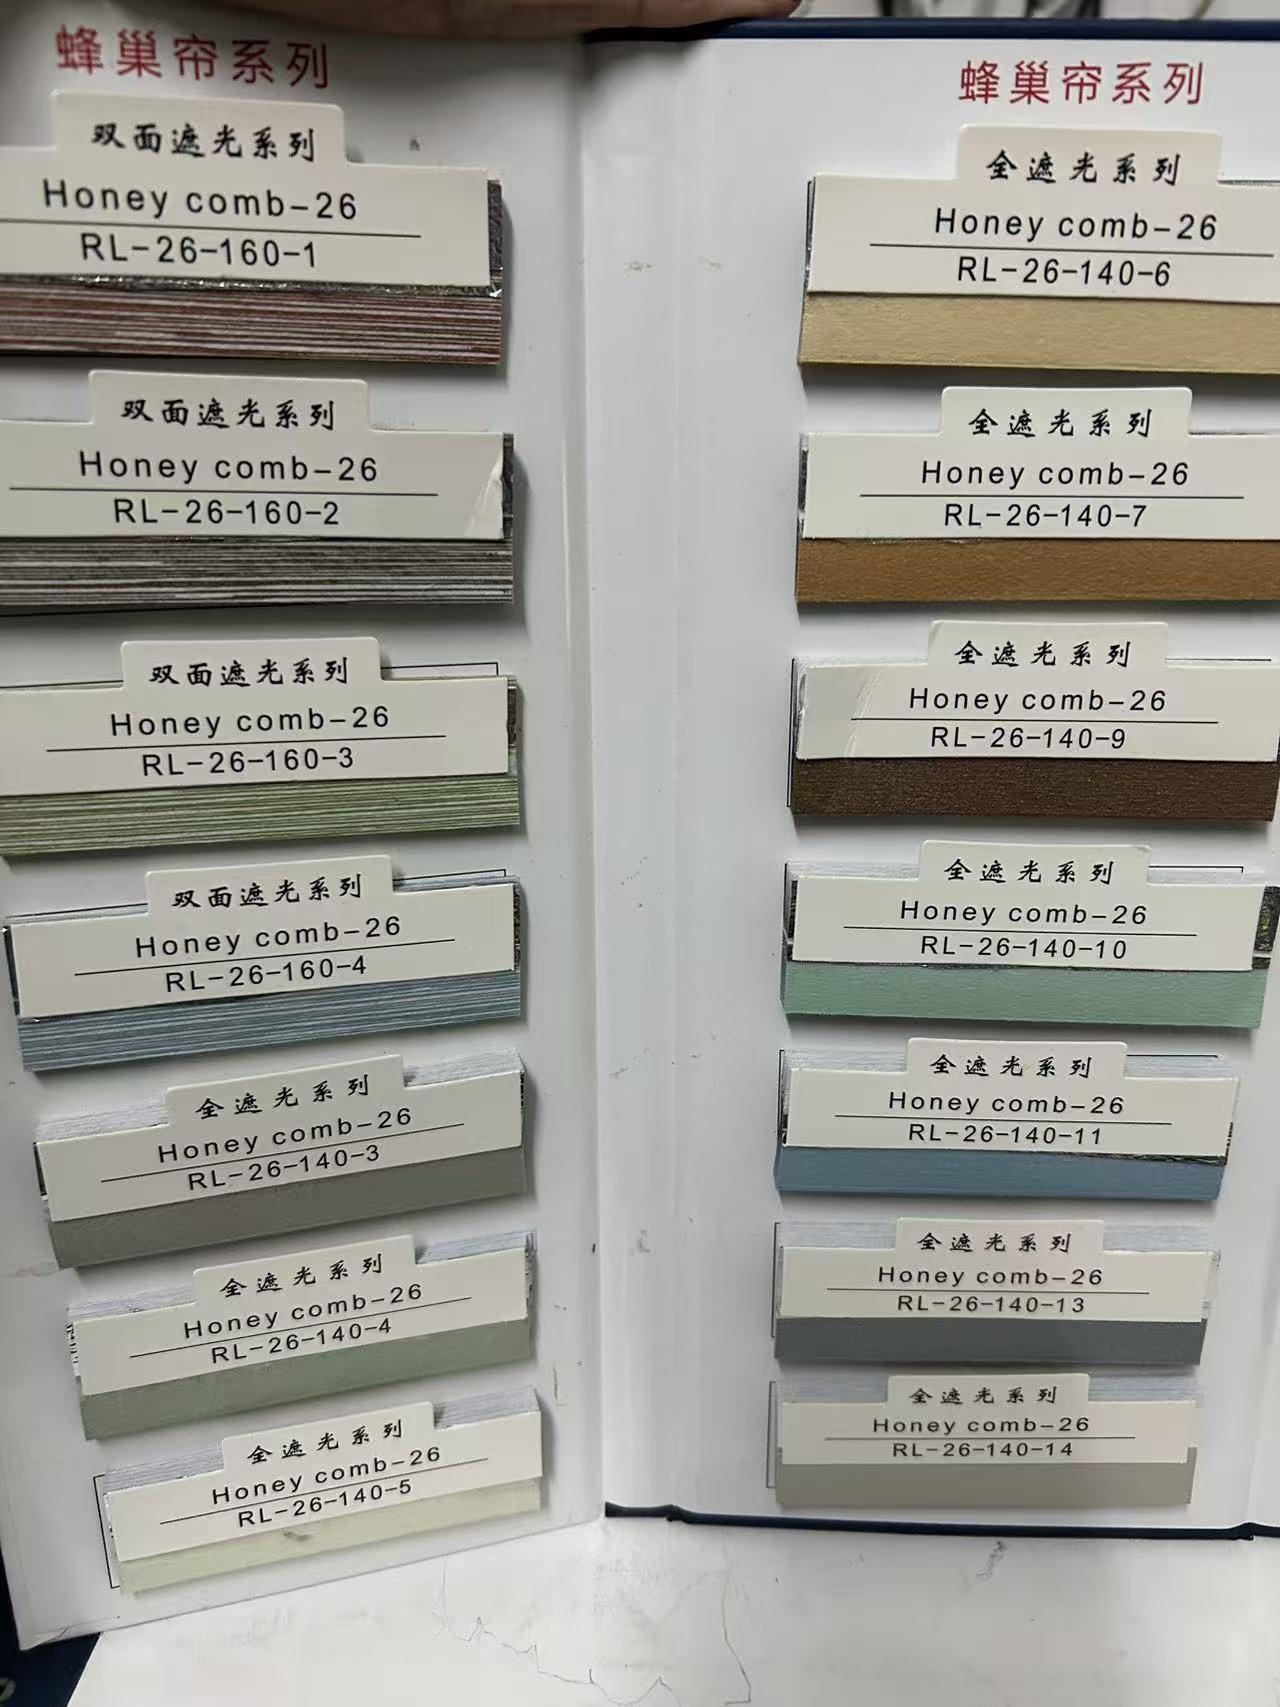 蜂巢帘系列
双面遮光系列
Honey comb-26
RL-26-160-1
双面遮光系列
Honey comb-26
RL-26-160-2
双面遮光系列
Honey comb-26
RL-26-160-3
双面遮光系列
Honey comb-26
RL-26-160-4
全遮光系列
Honey comb-26
RL-26-140-3
全遮光系列
Honey comb-26
RL-26-140-4
全遮光系列
Honey comb-26
RL-26-140-5
蜂巢帘系列
全遮光系列
Honey comb-26
RL-26-140-6
全遮光系列
Honey comb-26
RL-26-140-7
全遮光系列
Honey comb-26
RL-26-140-9
全遮光系列
Honey comb-26
RL-26-140-10
全遮光系列
Honey comb-26
RL-26-140-11
全遮光系列
Honey comb-26
RL-26-140-13
全遮光系列
Honey comb-26
RL-26-140-14